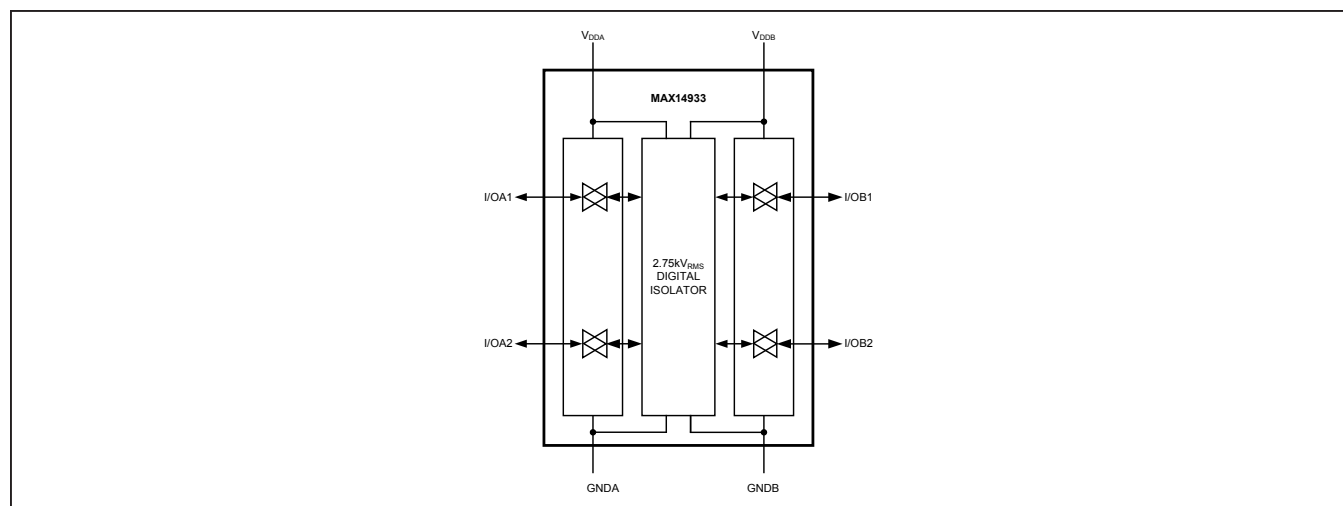 VDDA VDDB
MAX14933
I/OA1 I/OB1
2.75kVRMS
DIGITAL
ISOLATOR
I/OA2 I/OB2
GNDA GNDB